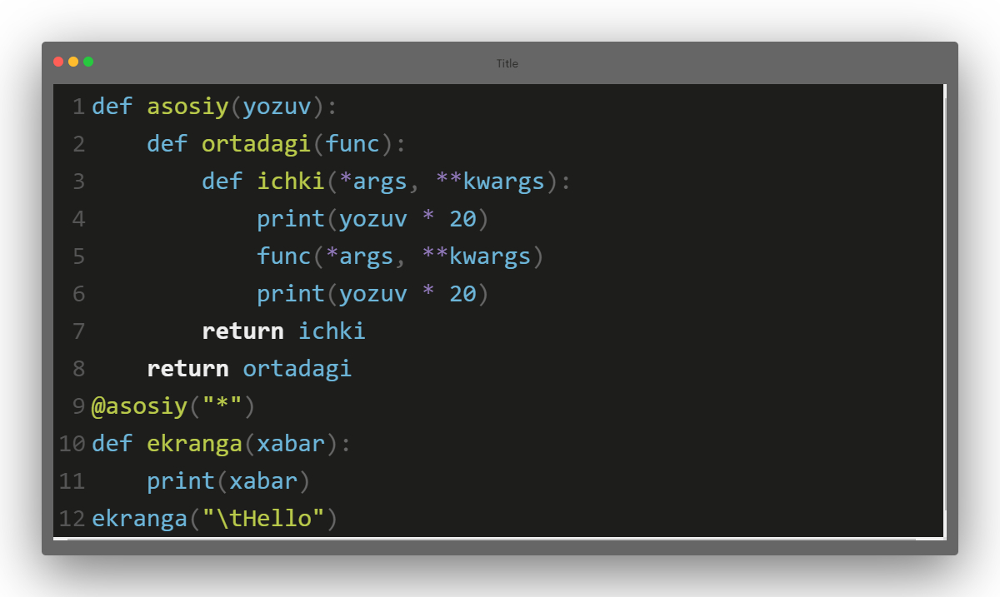 Title
1 def asosiy(yozuv):
2     def ortadagi(func):
3         def ichki(*args, **kwargs):
4             print(yozuv * 20)
5             func(*args, **kwargs)
6             print(yozuv * 20)
7         return ichki
8     return ortadagi
9 @asosiy("*")
10 def ekranga(xabar):
11     print(xabar)
12 ekranga("\tHello")